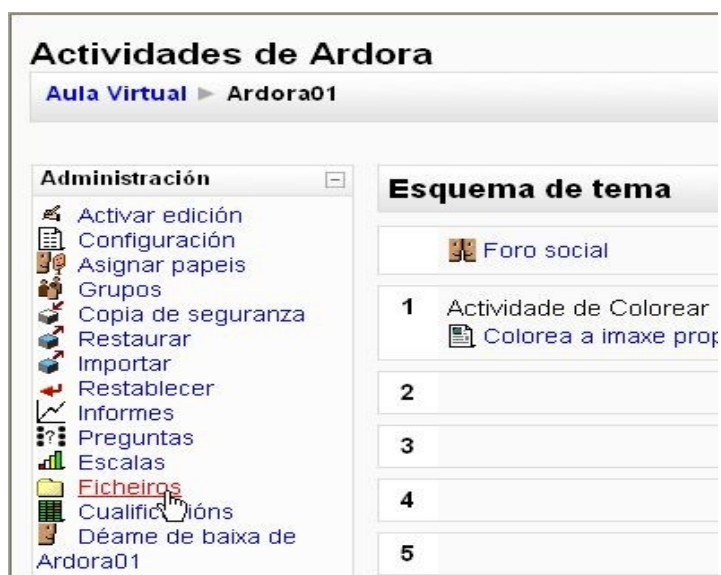 Actividades de Ardora
Aula Virtual ► Ardora01
Administración
Activar edición
Configuración
Asignar papeis
Grupos
Copia de seguranza
Restaurar
Importar
Restablecer
Informes
Preguntas
Escalas
Ficheiros
Déame de baixa de
Ardora01
Esquema de tema
Foro social
1 Actividade de Colorear
Colorea a imaxe
2
3
4
5